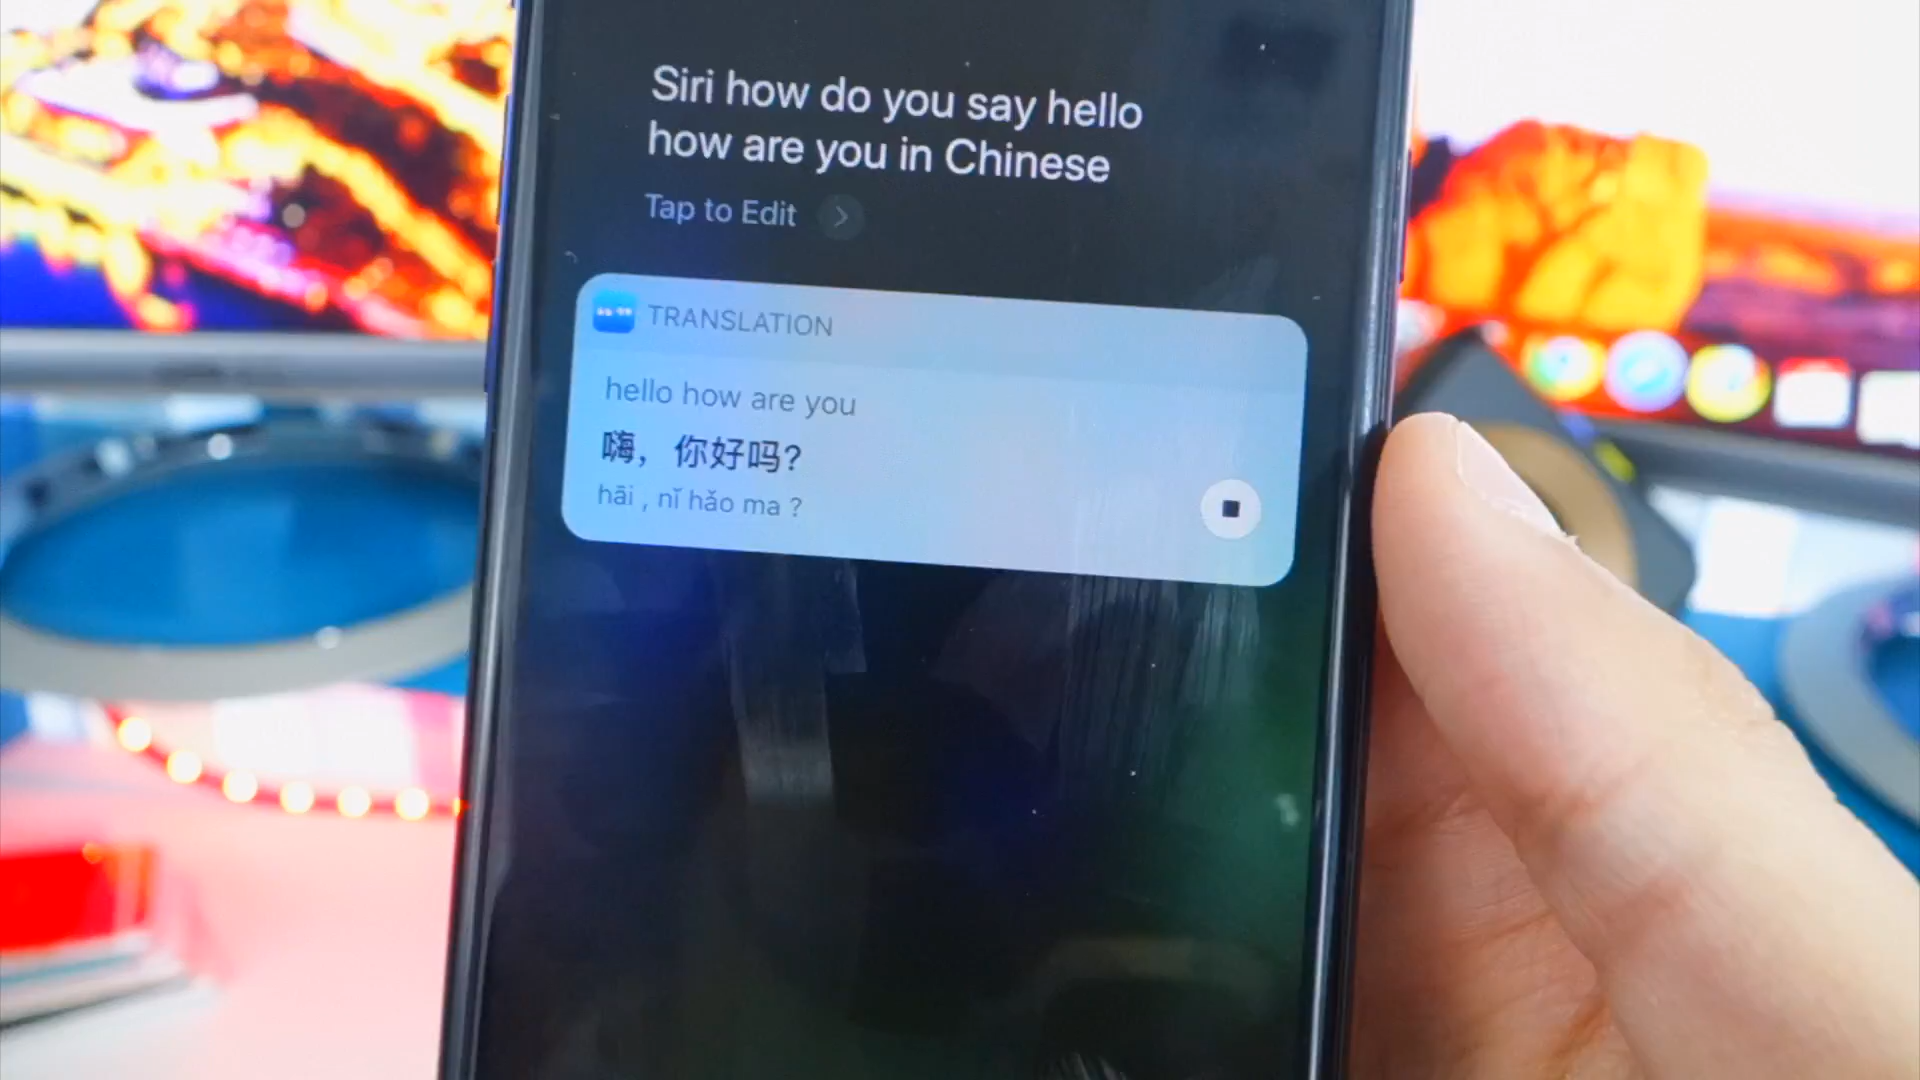 Siri how do you say hello
how are you in Chinese
Tap to Edit
TRANSLATION
hello how are you
嗨，你好吗？
hāi , nǐ hǎo ma ?